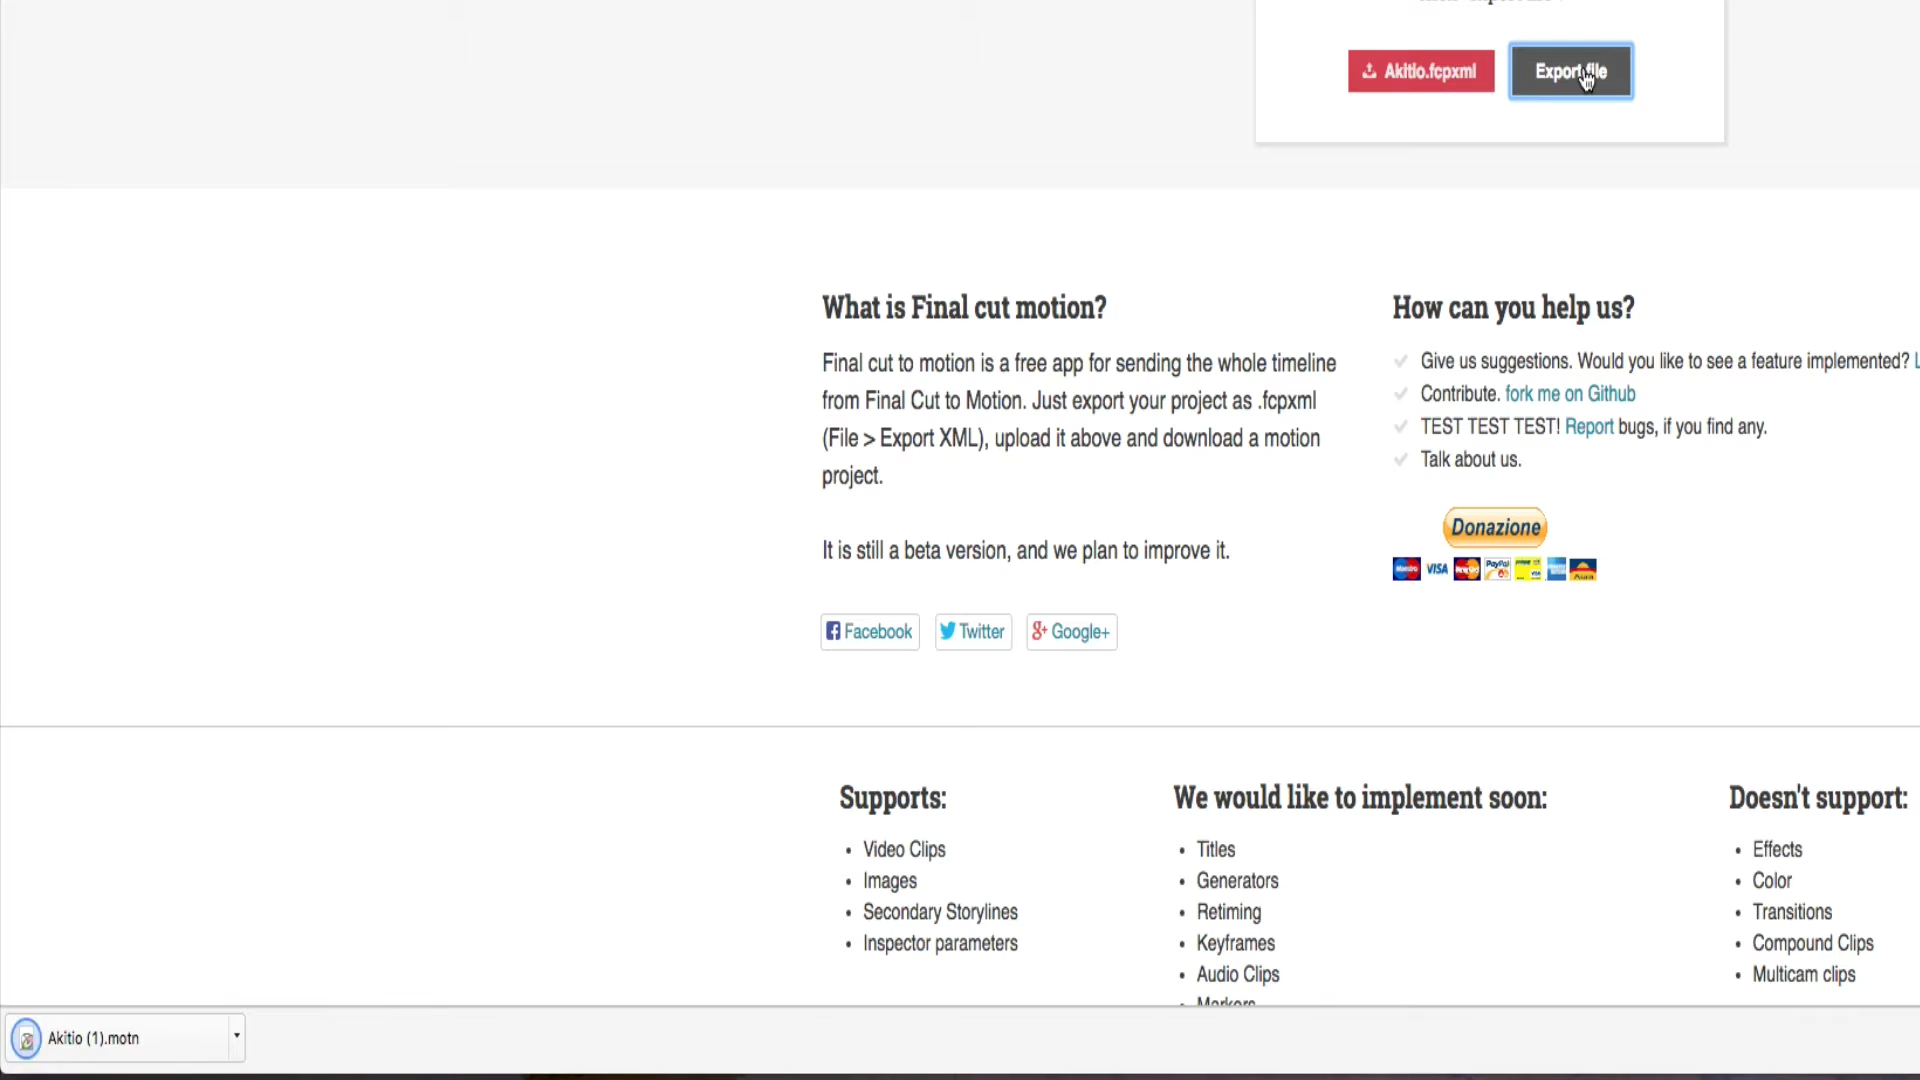 Akitio.fcpxml
Export file
What is Final cut motion?
Final cut to motion is a free app for sending the whole timeline
from Final Cut to Motion. Just export your project as .fcpxml
(File > Export XML), upload it above and download a motion
project.
It is still a beta version, and we plan to improve it.
Facebook
Twitter
Google+
How can you help us?
Give us suggestions. Would you like to see a feature implemented?
Contribute. fork me on Github
TEST TEST TEST! Report bugs, if you find any.
Talk about us.
Donazione
VISA
PayPal
Supports:
Video Clips
Images
Secondary Storylines
Inspector parameters
We would like to implement soon:
Titles
Generators
Retiming
Keyframes
Audio Clips
Markers
Doesn't support:
Effects
Color
Transitions
Compound Clips
Multicam clips
Akitio (1).motn